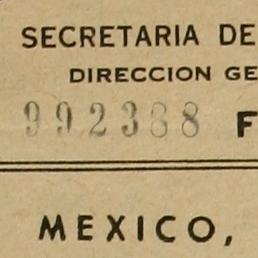 SECRETARIA DE
DIRECCION GE
992388 F
MEXICO,